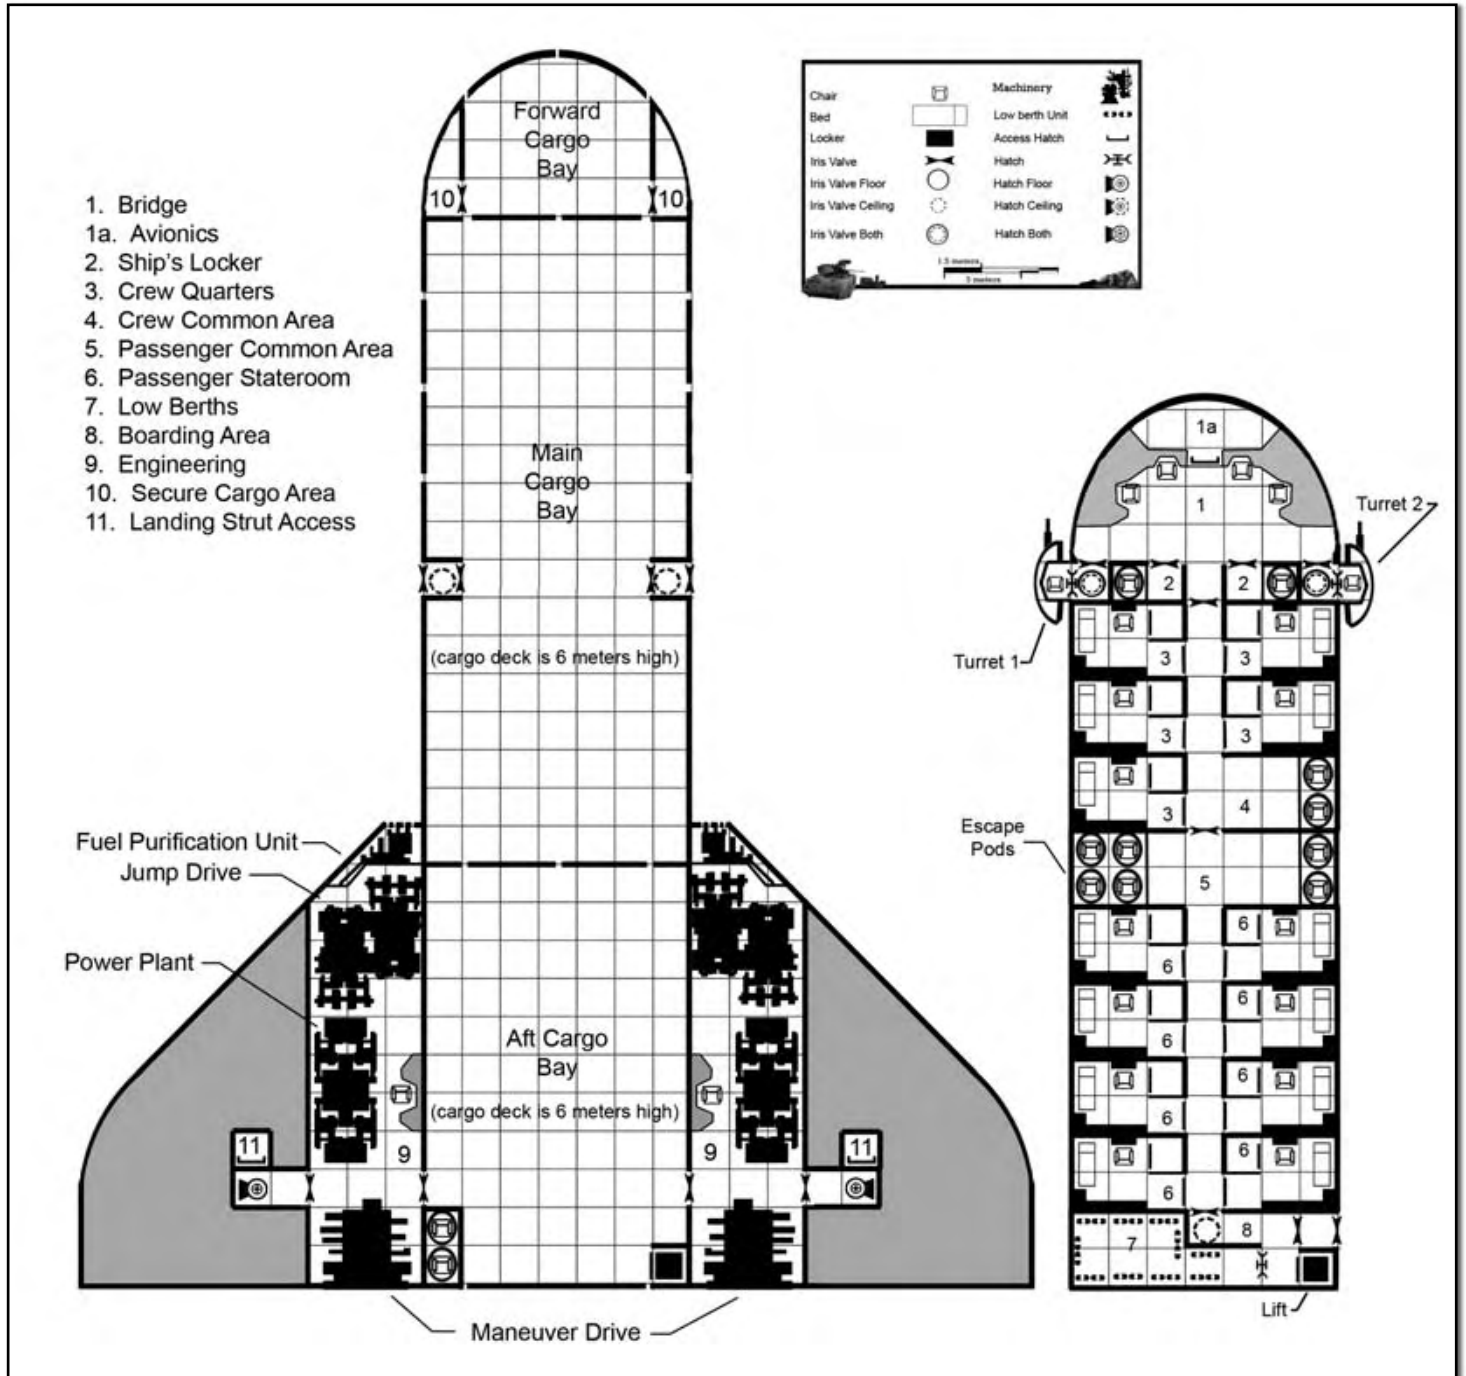 Forward
Cargo
Bay
10
10
Chair
Bed
Locker
Iris Valve
Iris Valve Floor
Iris Valve Ceiling
Iris Valve Both
Machinery
Low berth Unit
Access Hatch
Hatch
Hatch Floor
Hatch Ceiling
Hatch Both
1.5 meters
3 meters
1. Bridge
1a. Avionics
2. Ship's Locker
3. Crew Quarters
4. Crew Common Area
5. Passenger Common Area
6. Passenger Stateroom
7. Low Berths
8. Boarding Area
9. Engineering
10. Secure Cargo Area
11. Landing Strut Access
Main
Cargo
Bay
(cargo deck is 6 meters high)
Fuel Purification Unit
Jump Drive
Power Plant
Aft Cargo
Bay
(cargo deck is 6 meters high)
11
9
9
11
Maneuver Drive
1a
1
Turret 2
2
2
Turret 1
3
3
3
3
3
4
Escape
Pods
5
6
6
6
6
6
6
6
6
7
8
Lift